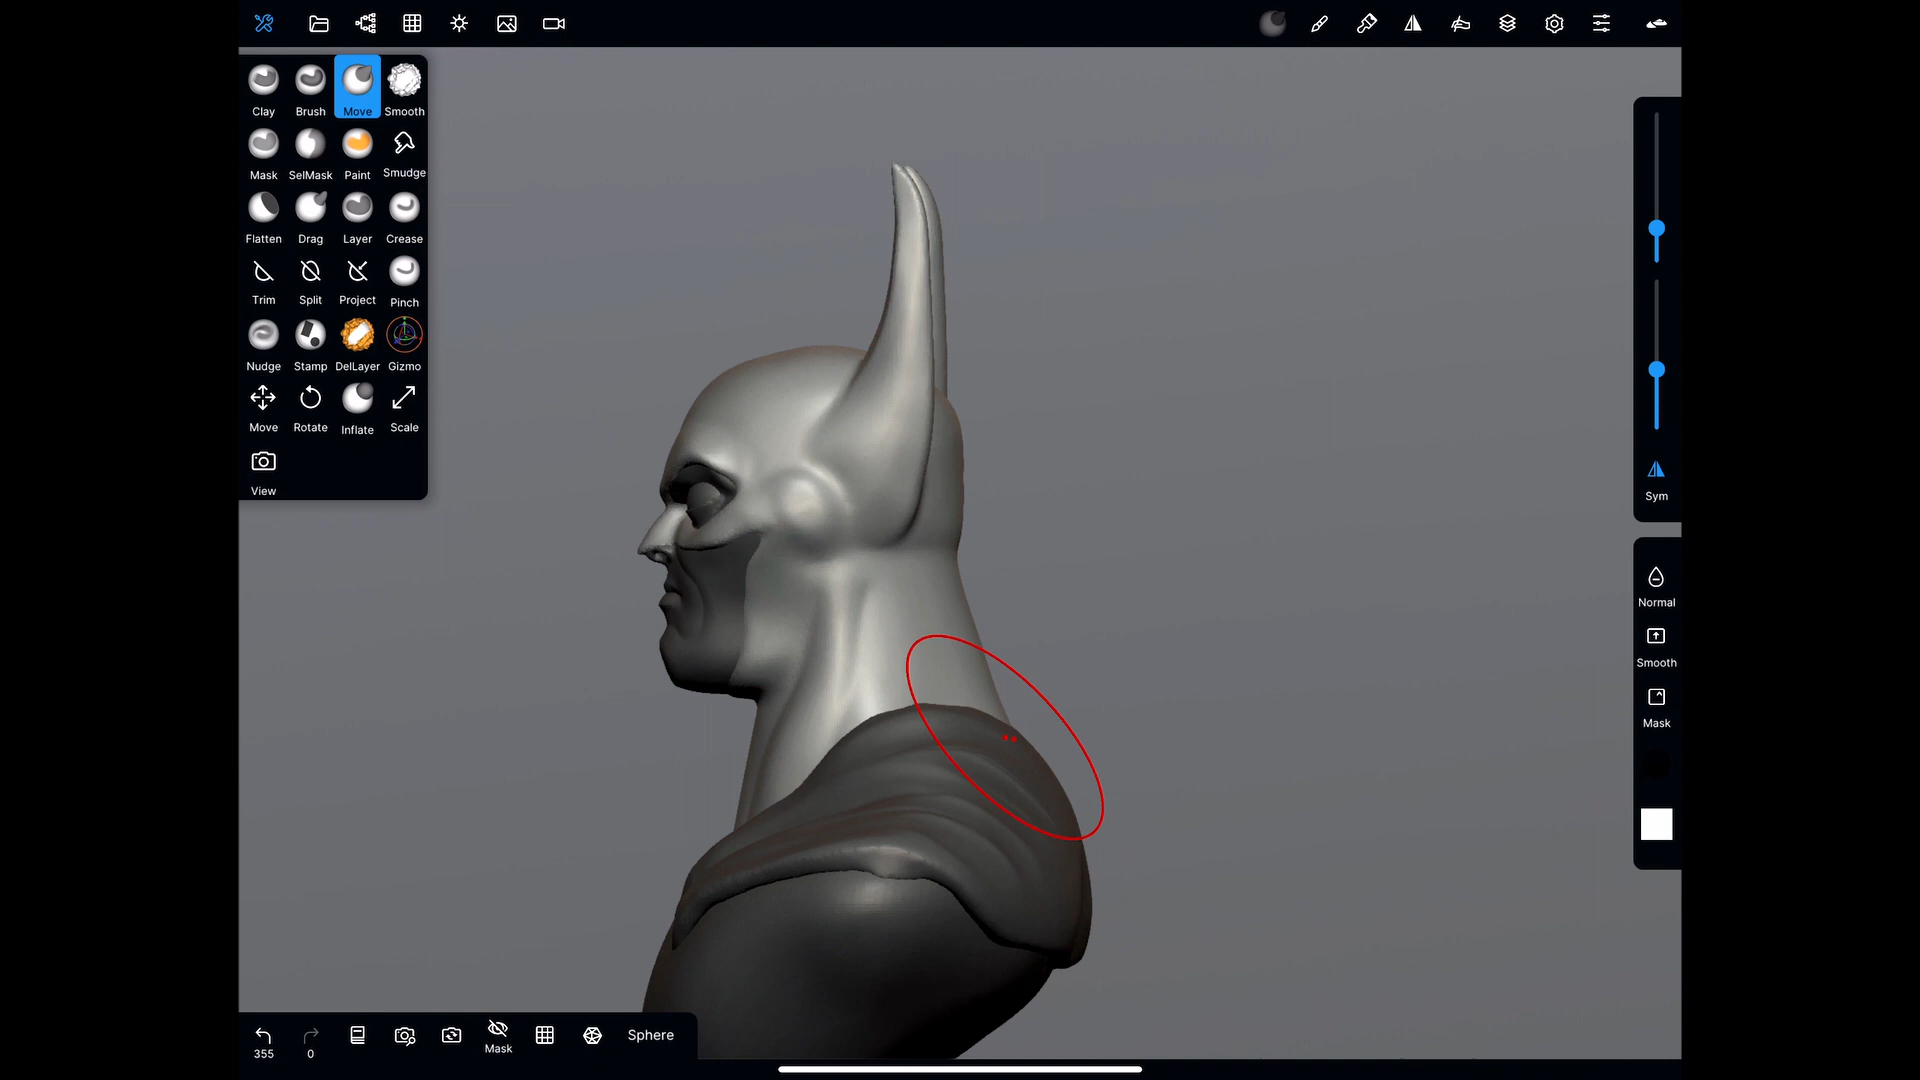 Clay Brush Move Smooth
Mask SelMask Paint Smudge
Flatten Drag Layer Crease
Trim Split Project Pinch
Nudge Stamp DelLayer Gizmo
Move Rotate Inflate Scale
View
Sym
Normal
Smooth
Mask
Mask Sphere
355 0